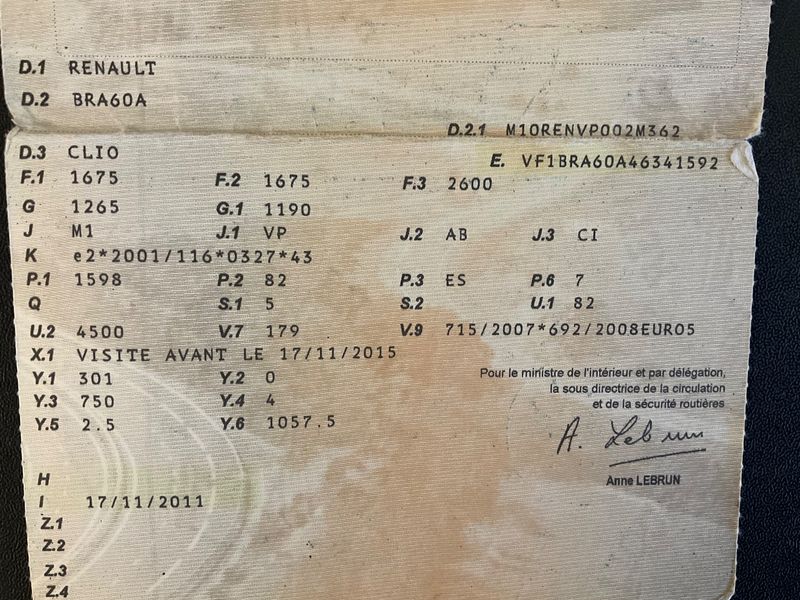 D.1 RENAULT
D.2 BRA60A
D.2.1 M10RENVP002M362
D.3 CLIO
E. VF1BRA60A46341592
F.1 1675 F.2 1675 F.3 2600
G 1265 G.1 1190
J M1 J.1 VP J.2 AB J.3 CI
K e2*2001/116*0327*43
P.1 1598 P.2 82 P.3 ES P.6 7
Q S.1 5 S.2 U.1 82
U.2 4500 V.7 179 V.9 715/2007*692/2008EURO5
X.1 VISITE AVANT LE 17/11/2015
Y.1 301 Y.2 0
Pour le ministre de l'intérieur et par délégation,
la sous directrice de la circulation
et de la sécurité routières
Y.3 750 Y.4 4
Y.5 2.5 Y.6 1057.5
A. Lebrun
Anne LEBRUN
H
I 17/11/2011
Z.1
Z.2
Z.3
Z.4